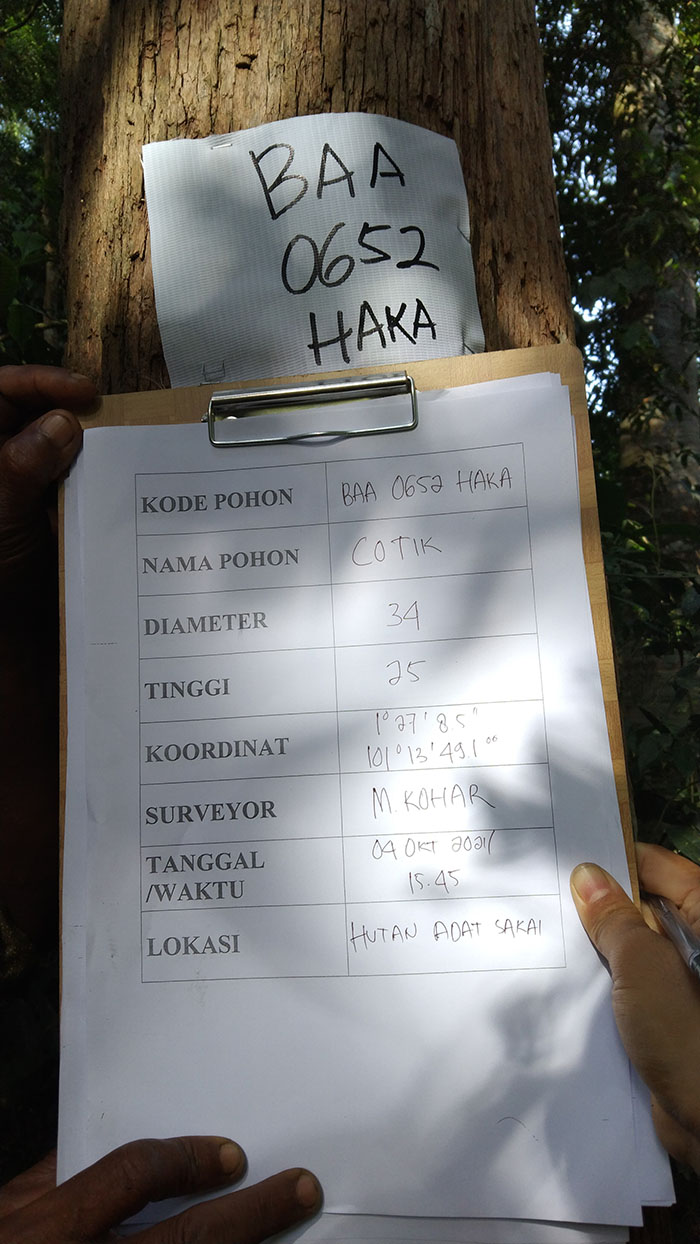 BAA
0652
HAKA
KODE POHON BAA 0652 HAKA
NAMA POHON COTIK
DIAMETER 34
TINGGI 25
KOORDINAT 1° 27' 8.5"
101° 13' 49.1"
SURVEYOR M. KOHAR
TANGGAL
/WAKTU 04 OKT 2021/
15.45
LOKASI HUTAN ADAT SAKAI